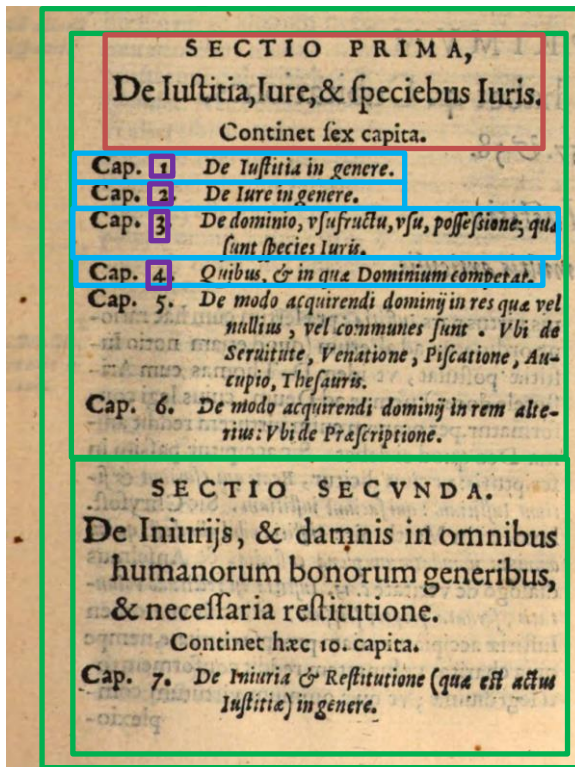 SECTIO PRIMA,
De Iuſtitia, Iure, & ſpeciebus Iuris.
Continet ſex capita.
Cap. 1 De Iuſtitia in genere.
Cap. 2. De Iure in genere.
Cap. 3. De dominio, vſufructu, vſu, poſſeſſione, quæ
ſunt ſpecies Iuris.
Cap. 4. Quibus, & in quæ Dominium competat.
Cap. 5. De modo acquirendi dominij in res quæ vel
nullius, vel communes ſunt. Vbi de
Seruitute, Venatione, Piſcatione, Au-
cupio, Theſauris.
Cap. 6. De modo acquirendi dominij in rem alte-
rius: Vbi de Præſcriptione.
SECTIO SECVNDA.
De Iniurijs, & damnis in omnibus
humanorum bonorum generibus,
& neceſſaria reſtitutione.
Continet hæc 10. capita.
Cap. 7. De Iniuria & Reſtitutione (quæ eſt actus
Iuſtitiæ) in genere.